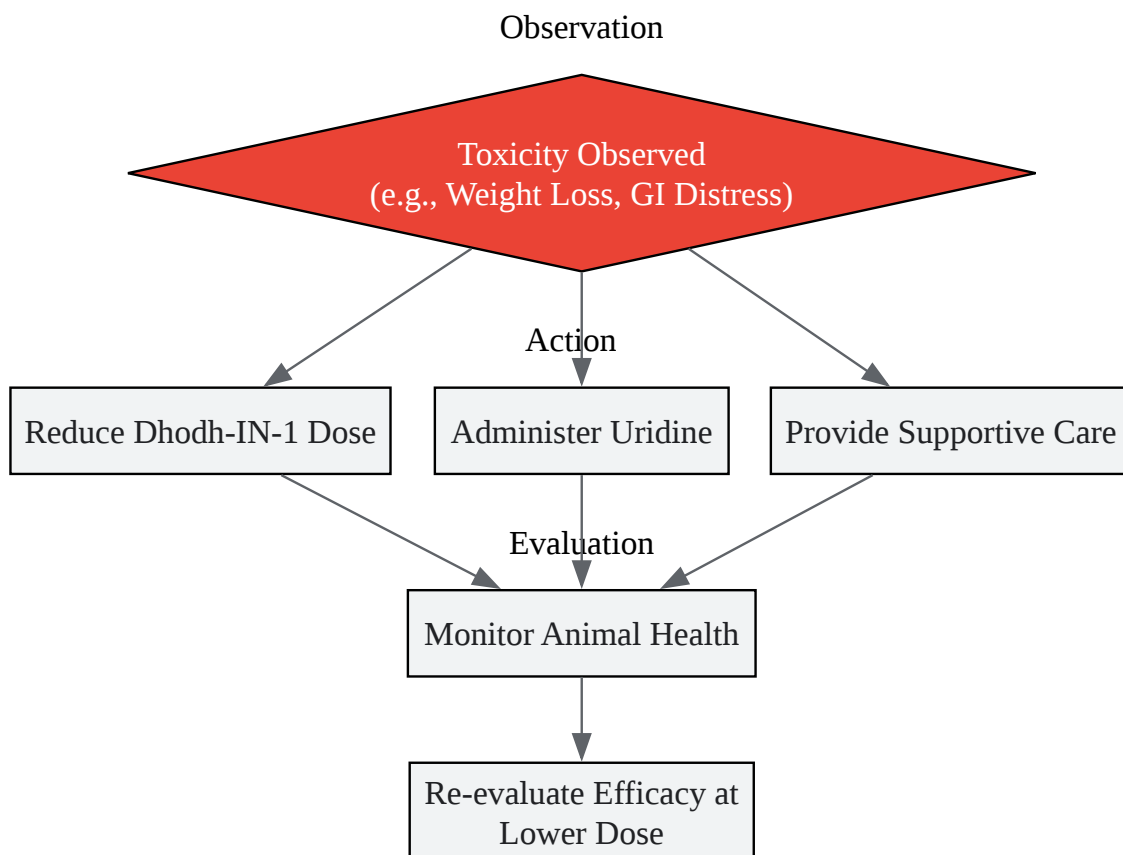 Observation
Toxicity Observed
(e.g., Weight Loss, GI Distress)
Action
Reduce Dhodh-IN-1 Dose
Administer Uridine
Provide Supportive Care
Evaluation
Monitor Animal Health
Re-evaluate Efficacy at
Lower Dose